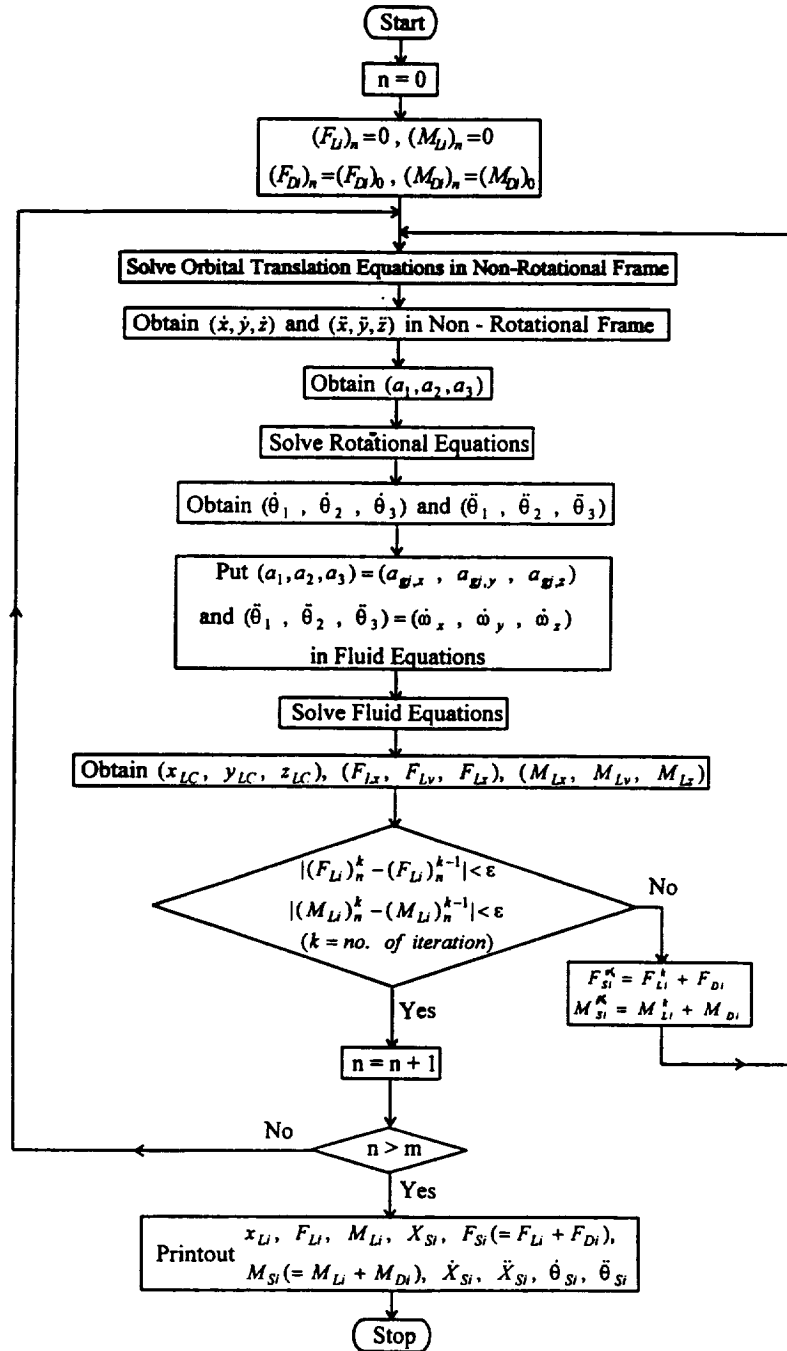 Start
n = 0
(F_Li)_n = 0 , (M_Li)_n = 0
(F_Di)_n = (F_Di)_0 , (M_Di)_n = (M_Di)_0
Solve Orbital Translation Equations in Non-Rotational Frame
Obtain (ẋ, ẏ, ż) and (ẍ, ÿ, z̈) in Non - Rotational Frame
Obtain (a_1, a_2, a_3)
Solve Rotational Equations
Obtain (θ̇_1 , θ̇_2 , θ̇_3) and (θ̈_1 , θ̈_2 , θ̈_3)
Put (a_1, a_2, a_3) = (a_gj,x , a_gj,y , a_gj,z)
and (θ̈_1 , θ̈_2 , θ̈_3) = (ω̇_x , ω̇_y , ω̇_z)
in Fluid Equations
Solve Fluid Equations
Obtain (x_LC, y_LC, z_LC), (F_Lx, F_Ly, F_Lz), (M_Lx, M_Ly, M_Lz)
|(F_Li)_n^k - (F_Li)_n^{k-1}| < ε
|(M_Li)_n^k - (M_Li)_n^{k-1}| < ε
(k = no. of iteration)
No
F_Si = F_Li^k + F_Di
M_Si = M_Li^k + M_Di
Yes
n = n + 1
No
n > m
Yes
Printout x_Li, F_Li, M_Li, X_Si, F_Si (= F_Li + F_Di),
M_Si (= M_Li + M_Di), Ẋ_Si, Ẍ_Si, θ̇_Si, θ̈_Si
Stop